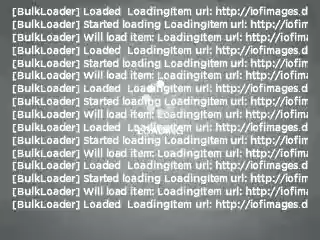 [BulkLoader] Loaded LoadingItem url: http://iofimages.d
[BulkLoader] Started loading LoadingItem url: http://iofim
[BulkLoader] Will load item: LoadingItem url: http://iofima
[BulkLoader] Loaded LoadingItem url: http://iofimages.d
[BulkLoader] Started loading LoadingItem url: http://iofim
[BulkLoader] Will load item: LoadingItem url: http://iofima
[BulkLoader] Loaded LoadingItem url: http://iofimages.d
[BulkLoader] Started loading LoadingItem url: http://iofim
[BulkLoader] Will load item: LoadingItem url: http://iofima
[BulkLoader] Loaded LoadingItem url: http://iofimages.d
[BulkLoader] Started loading LoadingItem url: http://iofim
[BulkLoader] Will load item: LoadingItem url: http://iofima
[BulkLoader] Loaded LoadingItem url: http://iofimages.d
[BulkLoader] Started loading LoadingItem url: http://iofim
[BulkLoader] Will load item: LoadingItem url: http://iofima
[BulkLoader] Loaded LoadingItem url: http://iofimages.d